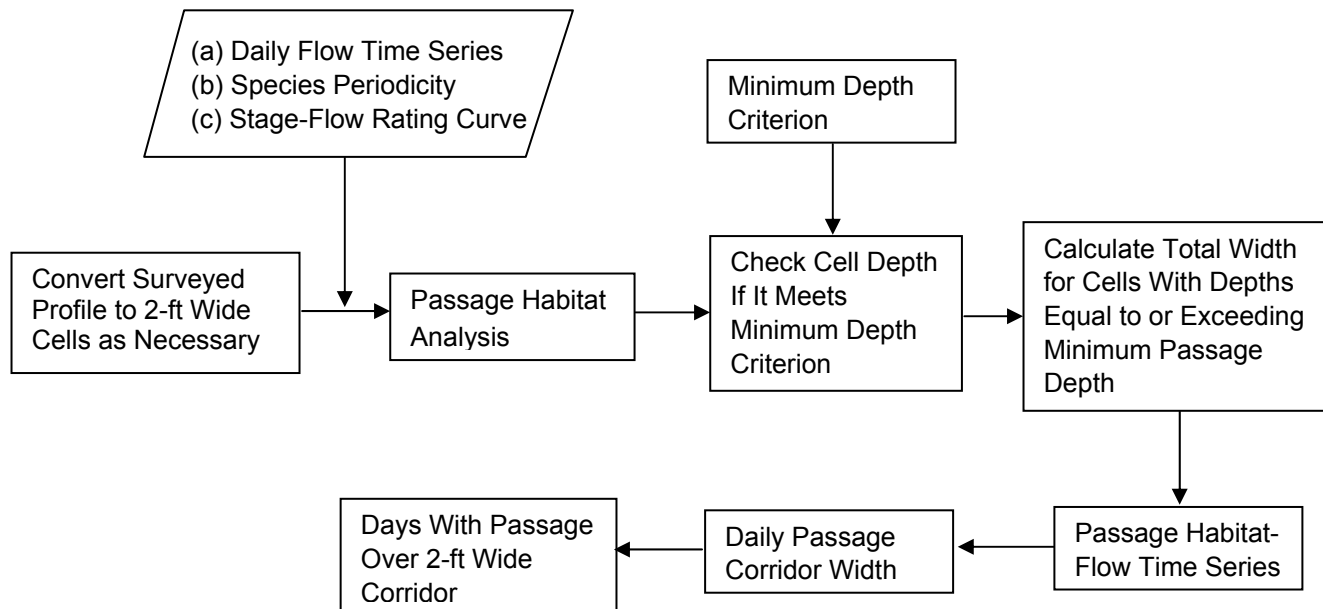 (a) Daily Flow Time Series
(b) Species Periodicity
(c) Stage-Flow Rating Curve
Minimum Depth
Criterion
Convert Surveyed
Profile to 2-ft Wide
Cells as Necessary
Passage Habitat
Analysis
Check Cell Depth
If It Meets
Minimum Depth
Criterion
Calculate Total Width
for Cells With Depths
Equal to or Exceeding
Minimum Passage
Depth
Passage Habitat-
Flow Time Series
Daily Passage
Corridor Width
Days With Passage
Over 2-ft Wide
Corridor